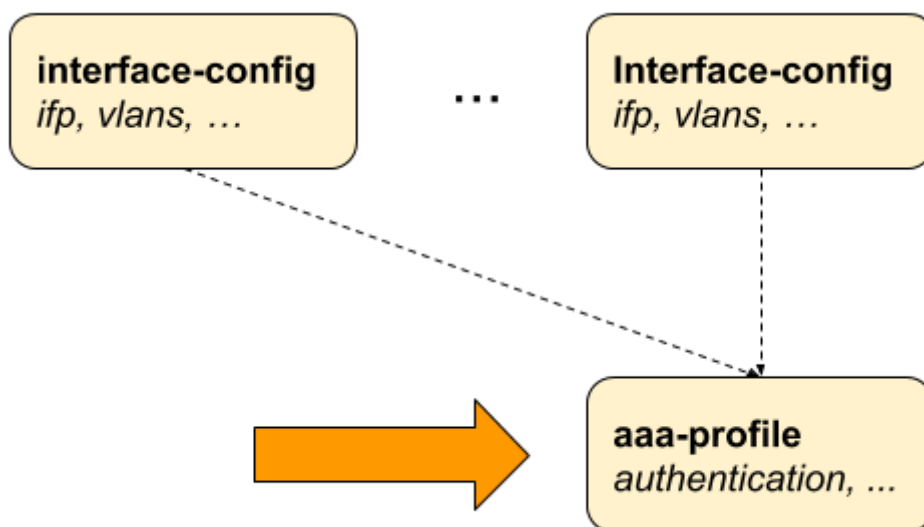 interface-config
ifp, vlans, …
...
Interface-config
ifp, vlans, …
aaa-profile
authentication, ...